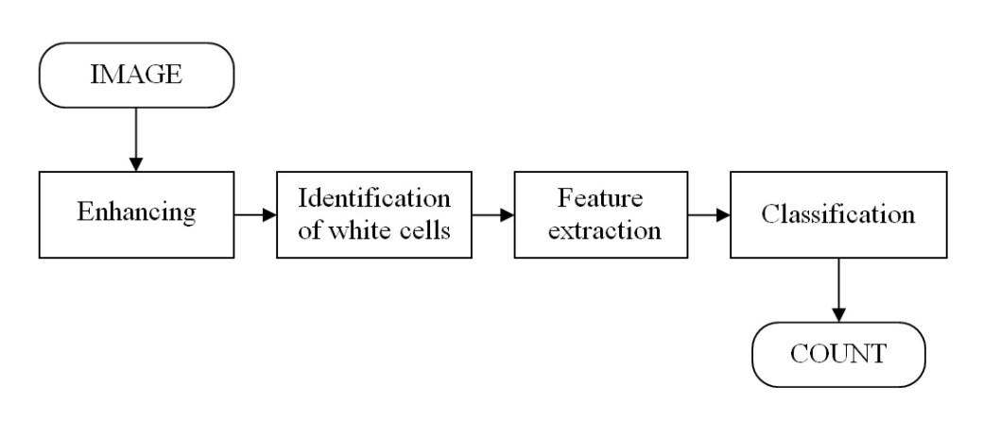 IMAGE
Enhancing
Identification
of white cells
Feature
extraction
Classification
COUNT